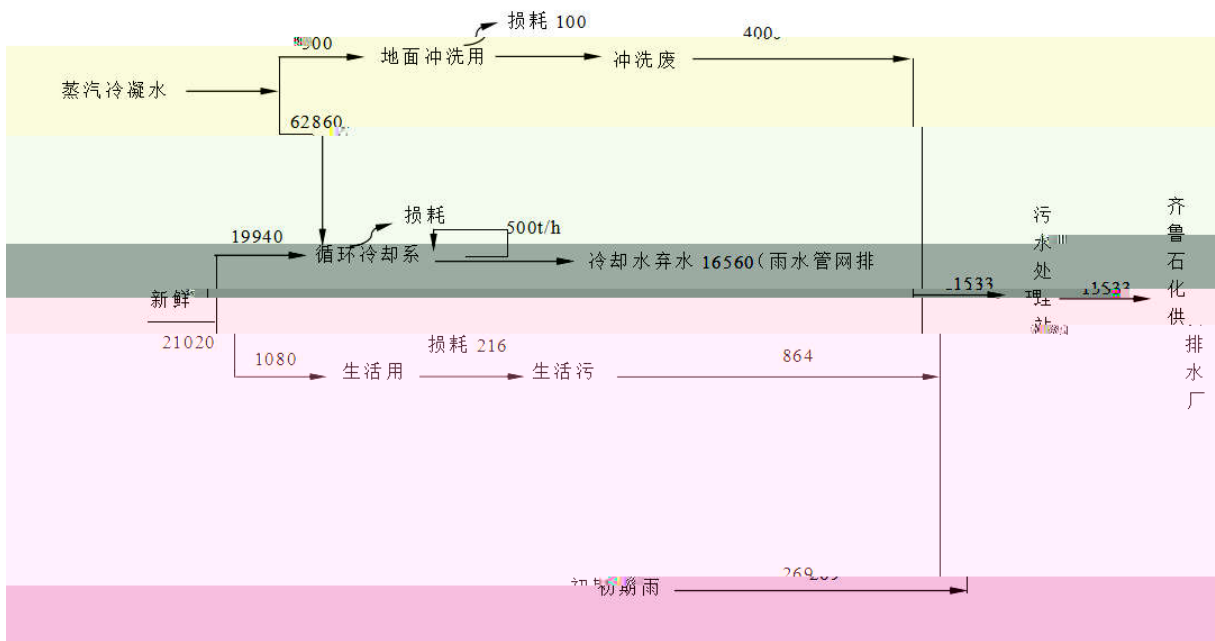 损耗 100
地面冲洗用
冲洗废
400
蒸汽冷凝水
62860
损耗
500t/h
19940
循环冷却系
冷却水弃水 16560（雨水管网排
新鲜
21020
1533
污水处理站
齐鲁石化供排水厂
1080
生活用
损耗 216
生活污
864
269
初期雨